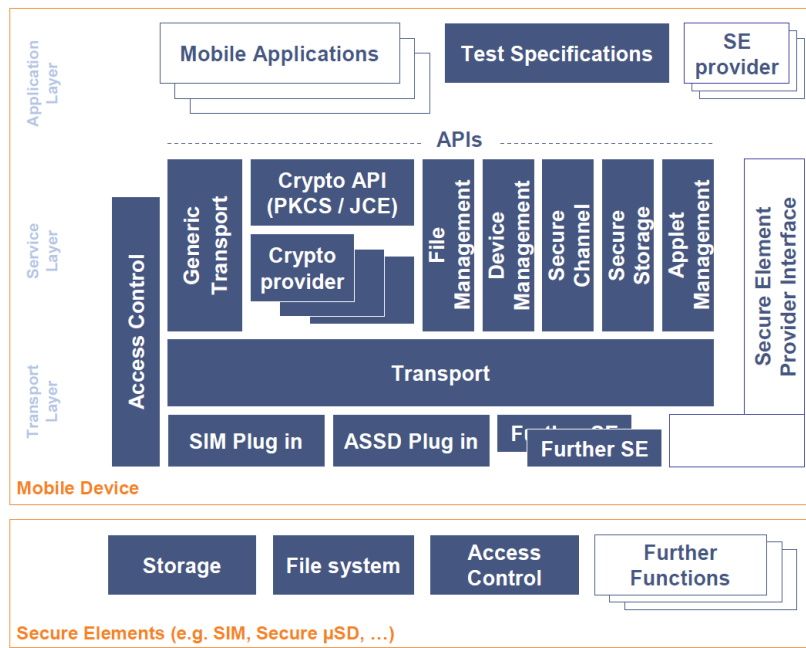 Application
Layer
Mobile Applications
Test Specifications
SE
provider
APIs
Service
Layer
Access Control
Generic
Transport
Crypto API
(PKCS / JCE)
Crypto
provider
File
Management
Device
Management
Secure
Channel
Secure
Storage
Applet
Management
Secure Element
Provider Interface
Transport
Layer
Transport
SIM Plug in
ASSD Plug in
Further SE
Further SE
Mobile Device
Storage
File system
Access
Control
Further
Functions
Secure Elements (e.g. SIM, Secure µSD, …)